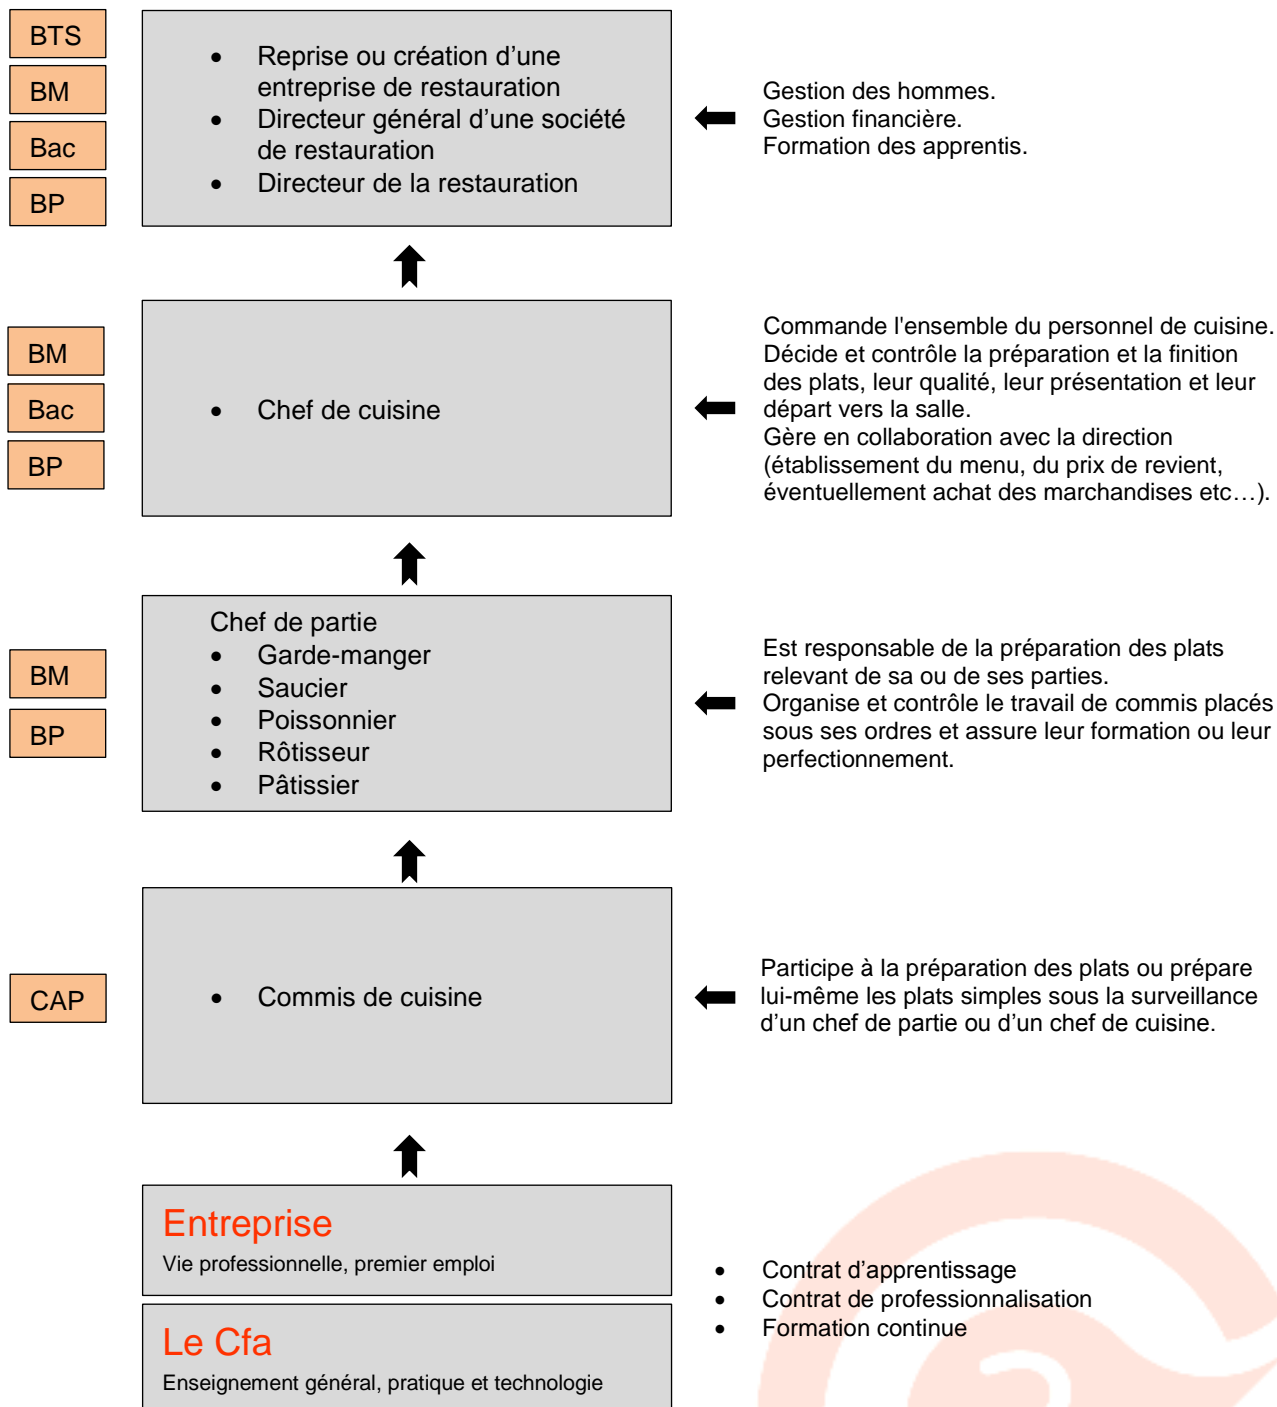 BTS
BM
Bac
BP
• Reprise ou création d’une
entreprise de restauration
• Directeur général d’une société
de restauration
• Directeur de la restauration
Gestion des hommes.
Gestion financière.
Formation des apprentis.
BM
Bac
BP
• Chef de cuisine
Commande l'ensemble du personnel de cuisine.
Décide et contrôle la préparation et la finition
des plats, leur qualité, leur présentation et leur
départ vers la salle.
Gère en collaboration avec la direction
(établissement du menu, du prix de revient,
éventuellement achat des marchandises etc…).
BM
BP
Chef de partie
• Garde-manger
• Saucier
• Poissonnier
• Rôtisseur
• Pâtissier
Est responsable de la préparation des plats
relevant de sa ou de ses parties.
Organise et contrôle le travail de commis placés
sous ses ordres et assure leur formation ou leur
perfectionnement.
CAP
• Commis de cuisine
Participe à la préparation des plats ou prépare
lui-même les plats simples sous la surveillance
d’un chef de partie ou d’un chef de cuisine.
Entreprise
Vie professionnelle, premier emploi
Le Cfa
Enseignement général, pratique et technologie
• Contrat d’apprentissage
• Contrat de professionnalisation
• Formation continue